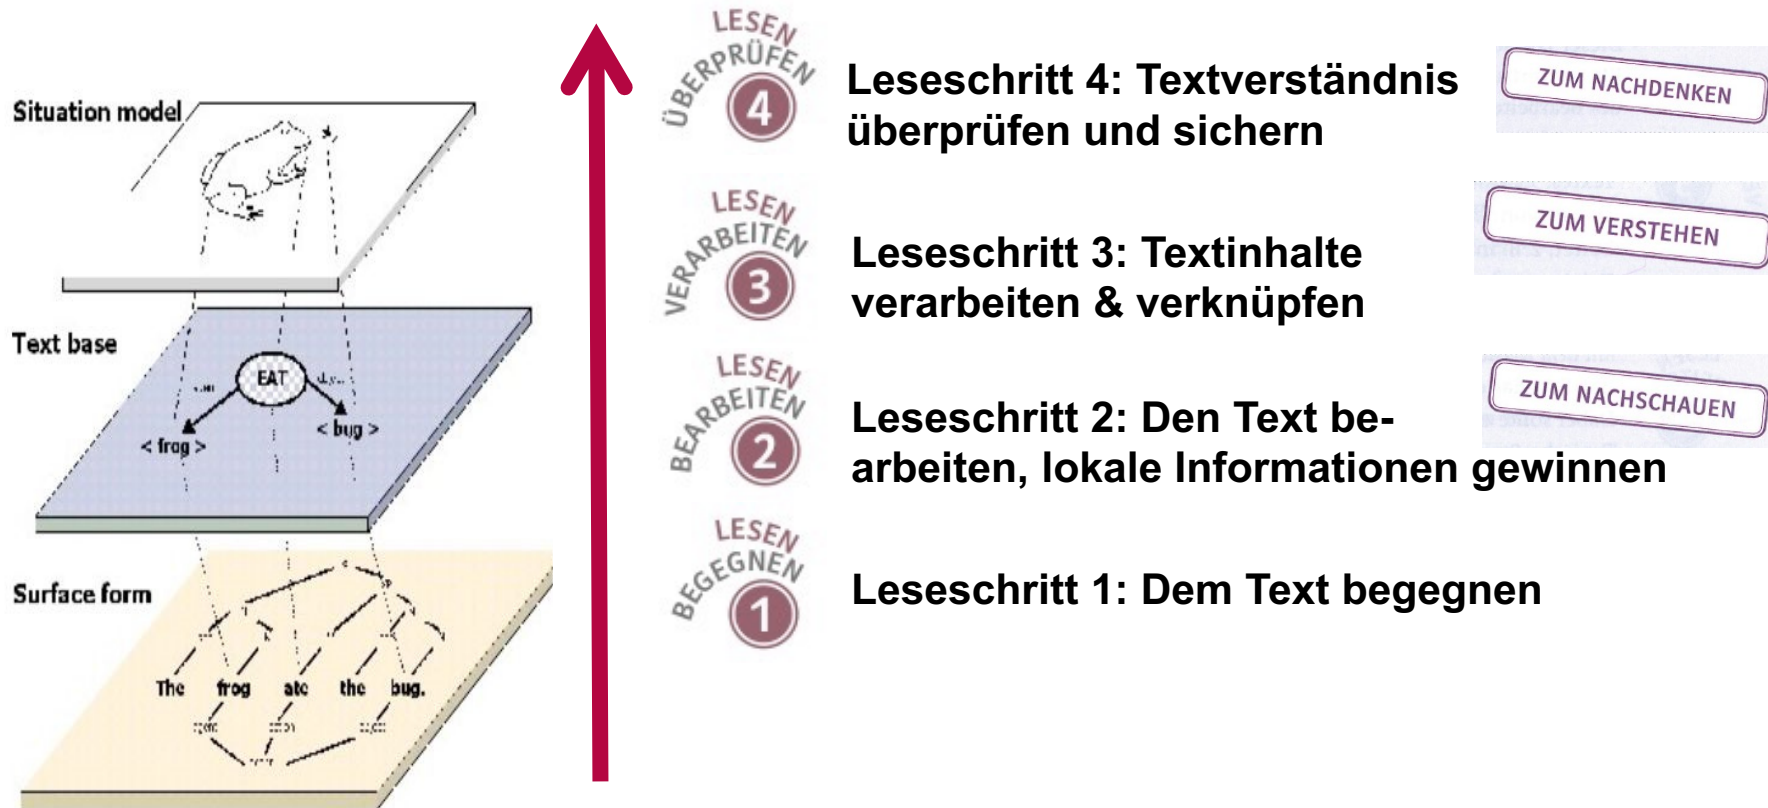 Situation model
Text base
EAT
< frog >
< bug >
Surface form
The frog ate the bug.
LESEN
ÜBERPRÜFEN
4
Leseschritt 4: Textverständnis
überprüfen und sichern
ZUM NACHDENKEN
LESEN
VERARBEITEN
3
Leseschritt 3: Textinhalte
verarbeiten & verknüpfen
ZUM VERSTEHEN
LESEN
BEARBEITEN
2
Leseschritt 2: Den Text be-
arbeiten, lokale Informationen gewinnen
ZUM NACHSCHAUEN
LESEN
BEGEGNEN
1
Leseschritt 1: Dem Text begegnen